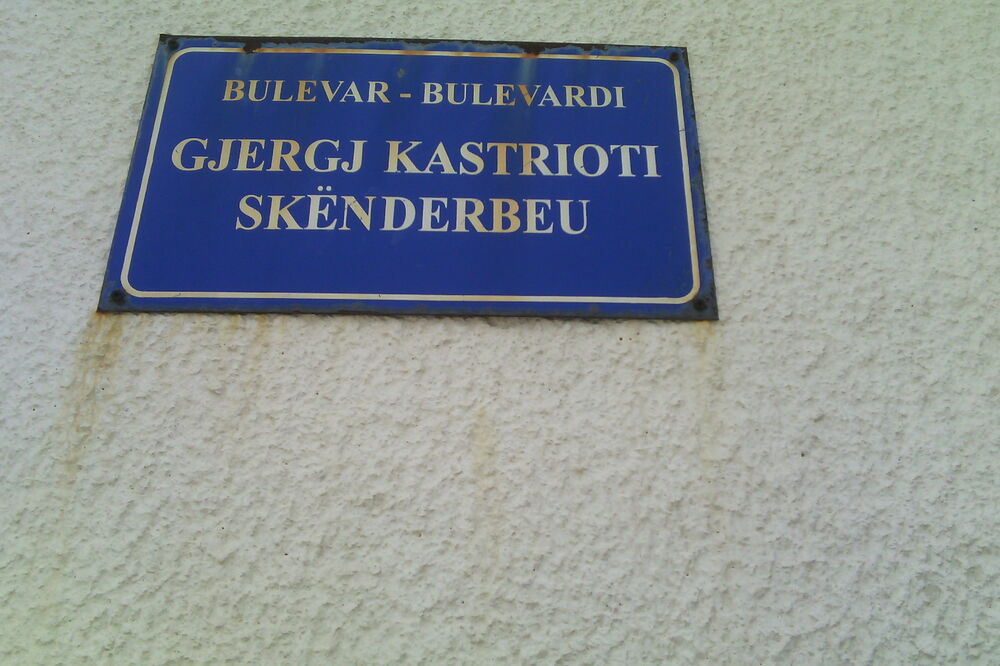 BULEVAR - BULEVARDI
GJERGJ KASTRIOTI
SKËNDERBEU